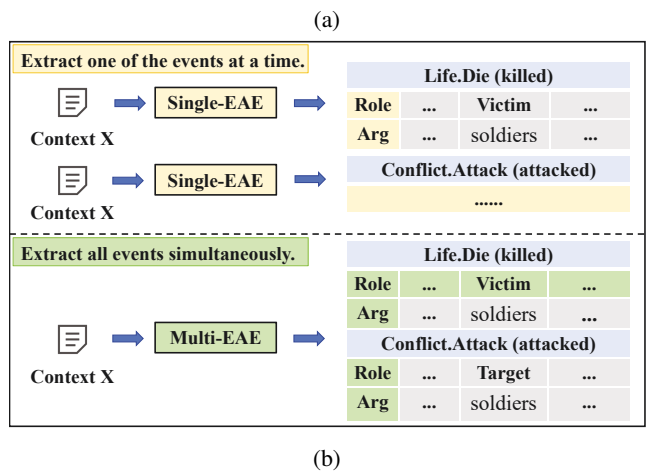 (a)
Extract one of the events at a time.
Context X
Single-EAE
Life.Die (killed)
Role ... Victim ...
Arg ... soldiers ...
Context X
Single-EAE
Conflict.Attack (attacked)
......
Extract all events simultaneously.
Context X
Multi-EAE
Life.Die (killed)
Role ... Victim ...
Arg ... soldiers ...
Conflict.Attack (attacked)
Role ... Target ...
Arg ... soldiers ...
(b)